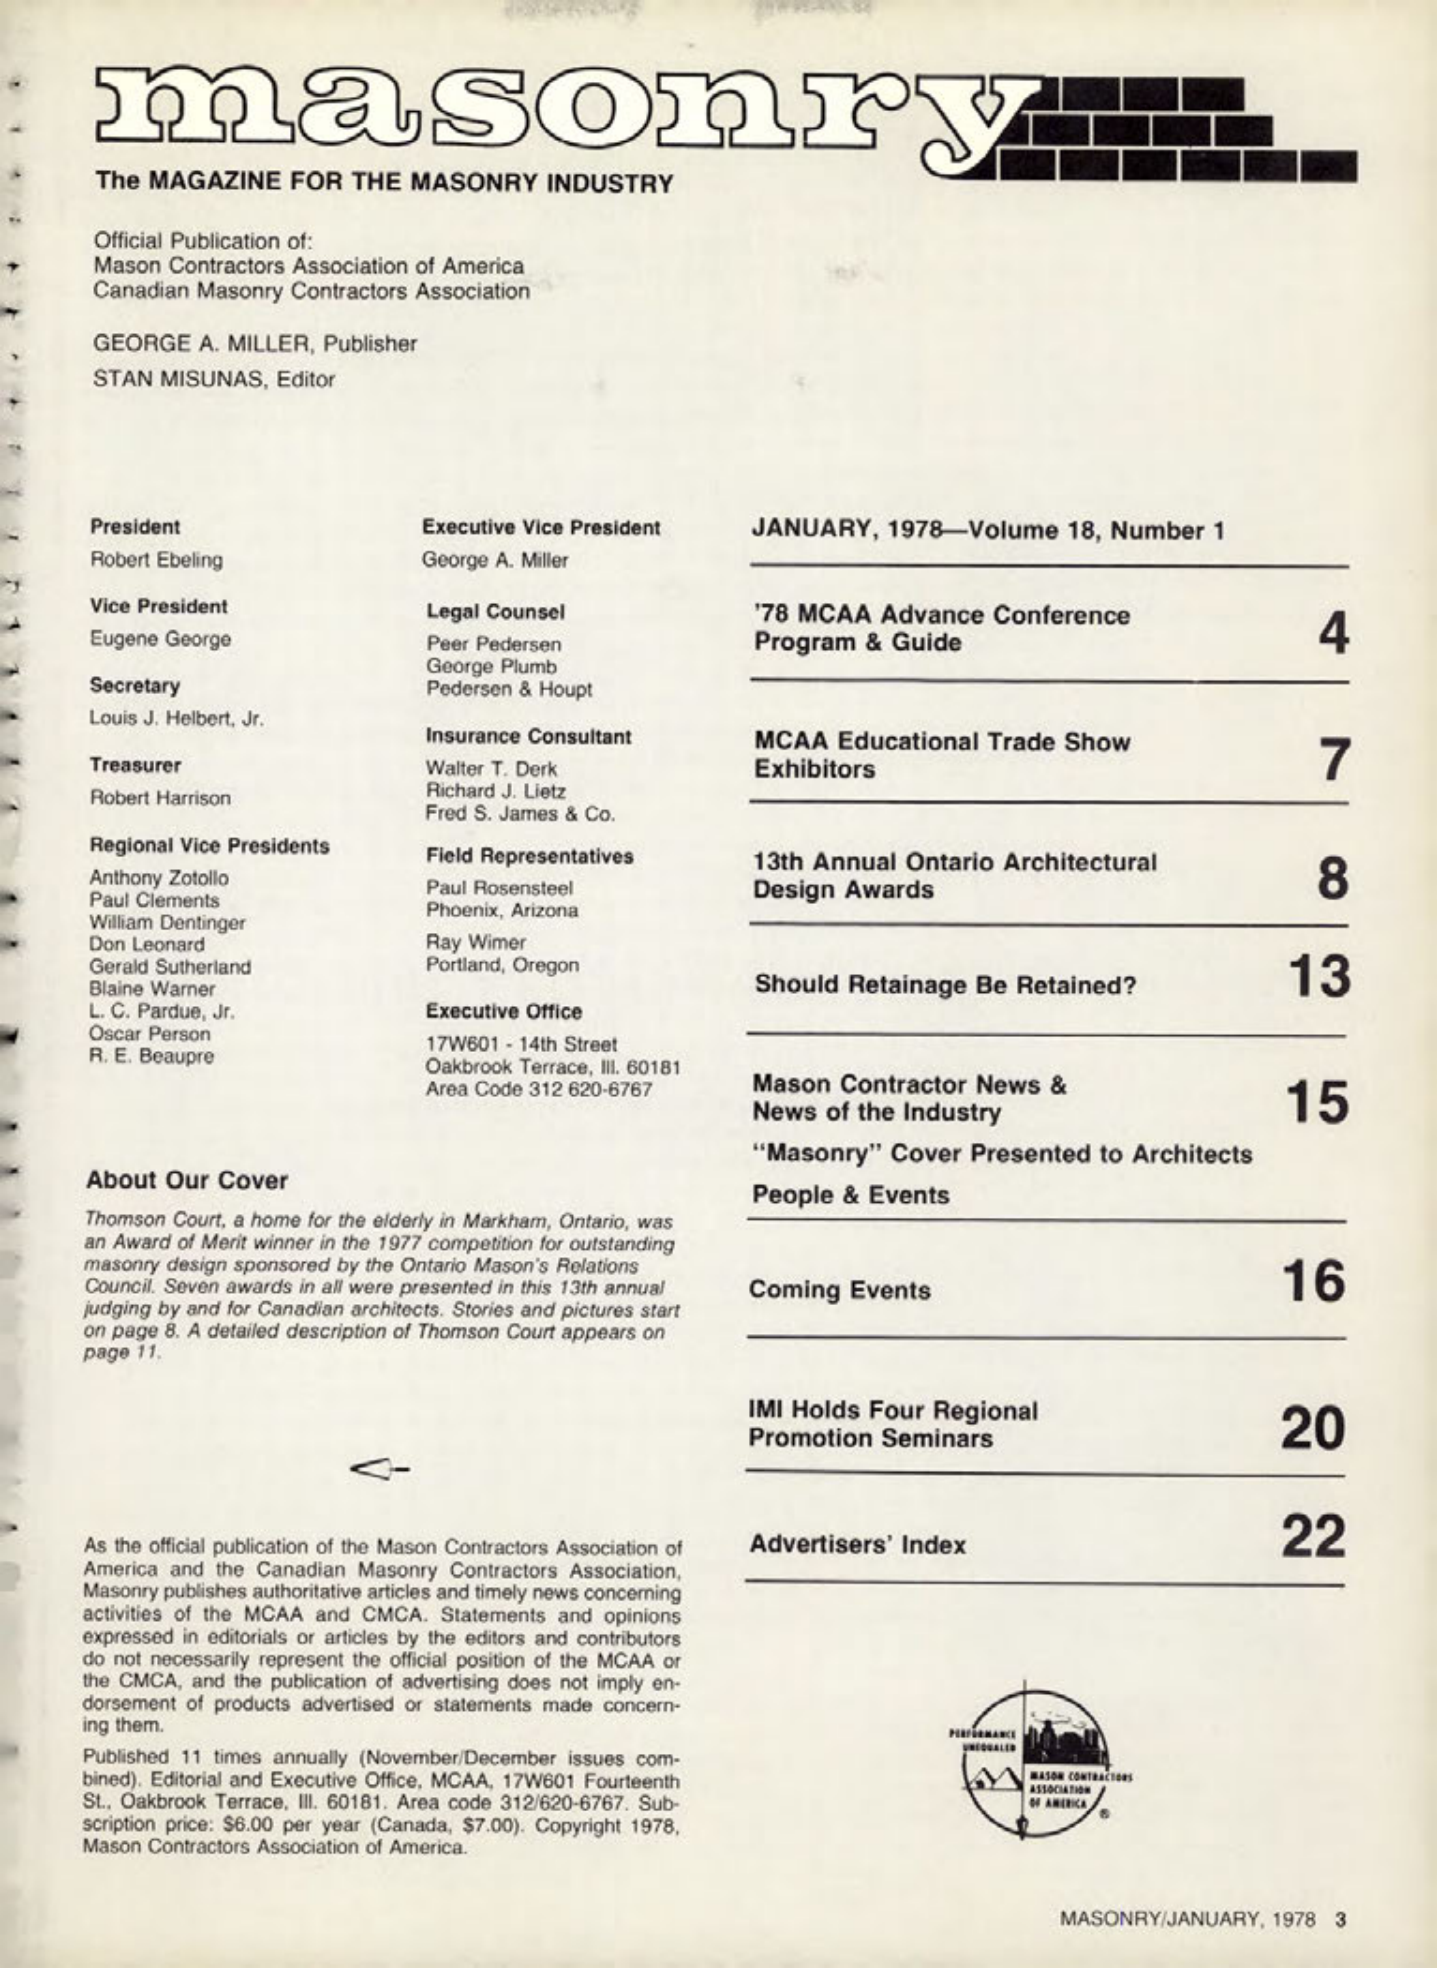 masonry
The MAGAZINE FOR THE MASONRY INDUSTRY
Official Publication of:
Mason Contractors Association of America
Canadian Masonry Contractors Association
GEORGE A. MILLER, Publisher
STAN MISUNAS, Editor
President
Robert Ebeling
Vice President
Eugene George
Secretary
Louis J. Helbert, Jr.
Treasurer
Robert Harrison
Regional Vice Presidents
Anthony Zotollo
Paul Clements
William Dentinger
Don Leonard
Gerald Sutherland
Blaine Warner
L. C. Pardue, Jr.
Oscar Person
R. E. Beaupre
Executive Vice President
George A. Miller
Legal Counsel
Peer Pedersen
George Plumb
Pedersen & Houpt
Insurance Consultant
Walter T. Derk
Richard J. Lietz
Fred S. James & Co.
Field Representatives
Paul Rosensteel
Phoenix, Arizona
Ray Wimer
Portland, Oregon
Executive Office
17W601 - 14th Street
Oakbrook Terrace, Ill. 60181
Area Code 312 620-6767
About Our Cover
Thomson Court, a home for the elderly in Markham, Ontario, was
an Award of Merit winner in the 1977 competition for outstanding
masonry design sponsored by the Ontario Mason's Relations
Council. Seven awards in all were presented in this 13th annual
judging by and for Canadian architects. Stories and pictures start
on page 8. A detailed description of Thomson Court appears on
page 11.
As the official publication of the Mason Contractors Association of
America and the Canadian Masonry Contractors Association,
Masonry publishes authoritative articles and timely news concerning
activities of the MCAA and CMCA. Statements and opinions
expressed in editorials or articles by the editors and contributors
do not necessarily represent the official position of the MCAA or
the CMCA, and the publication of advertising does not imply en-
dorsement of products advertised or statements made concern-
ing them.
Published 11 times annually (November/December issues com-
bined). Editorial and Executive Office, MCAA, 17W601 Fourteenth
St., Oakbrook Terrace, Ill. 60181. Area code 312/620-6767. Sub-
scription price: $6.00 per year (Canada, $7.00). Copyright 1978,
Mason Contractors Association of America.
JANUARY, 1978—Volume 18, Number 1
'78 MCAA Advance Conference
Program & Guide 4
MCAA Educational Trade Show
Exhibitors 7
13th Annual Ontario Architectural
Design Awards 8
Should Retainage Be Retained? 13
Mason Contractor News &
News of the Industry 15
"Masonry" Cover Presented to Architects
People & Events
Coming Events 16
IMI Holds Four Regional
Promotion Seminars 20
Advertisers' Index 22
PERFORMANCE
UNEQUALED
MASON CONTRACTORS
ASSOCIATION
OF AMERICA
®
MASONRY/JANUARY, 1978 3